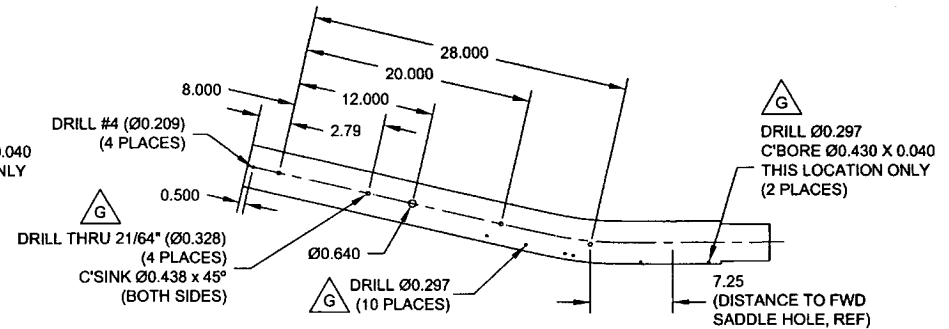 28.000
20.000
8.000
12.000
2.79
DRILL #4 (Ø0.209)
(4 PLACES)
0.040
LY
G
DRILL Ø0.297
C'BORE Ø0.430 X 0.040
THIS LOCATION ONLY
(2 PLACES)
0.500
G
DRILL THRU 21/64" (Ø0.328)
(4 PLACES)
C'SINK Ø0.438 x 45°
(BOTH SIDES)
Ø0.640
G
DRILL Ø0.297
(10 PLACES)
7.25
(DISTANCE TO FWD
SADDLE HOLE, REF)